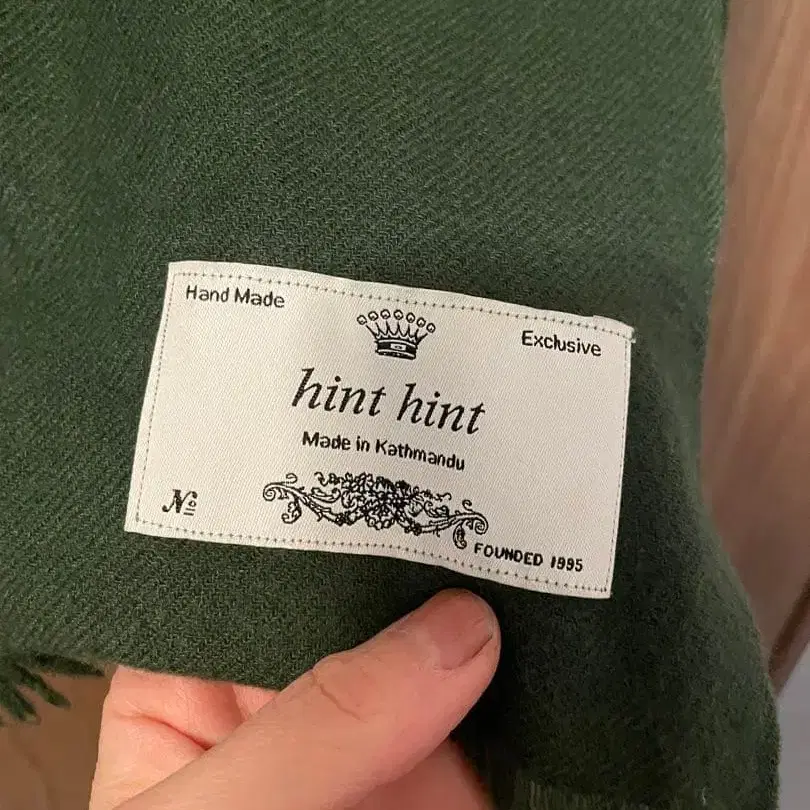 Hand Made
Exclusive
hint hint
Made in Kathmandu
№
FOUNDED 1995